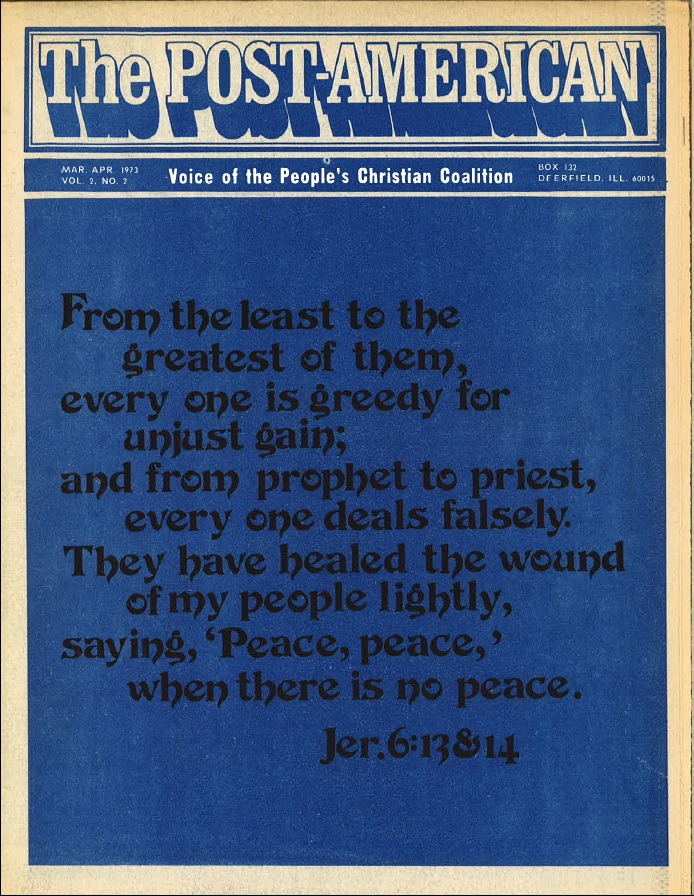 The POST-AMERICAN
MAR. APR. 1973
VOL. 2, NO. 2
Voice of the People's Christian Coalition
BOX 132
DEERFIELD, ILL. 60015
From the least to the
greatest of them,
every one is greedy for
unjust gain;
and from prophet to priest,
every one deals falsely.
They have healed the wound
of my people lightly,
saying, ‘Peace, peace,’
when there is no peace.
Jer. 6:13&14